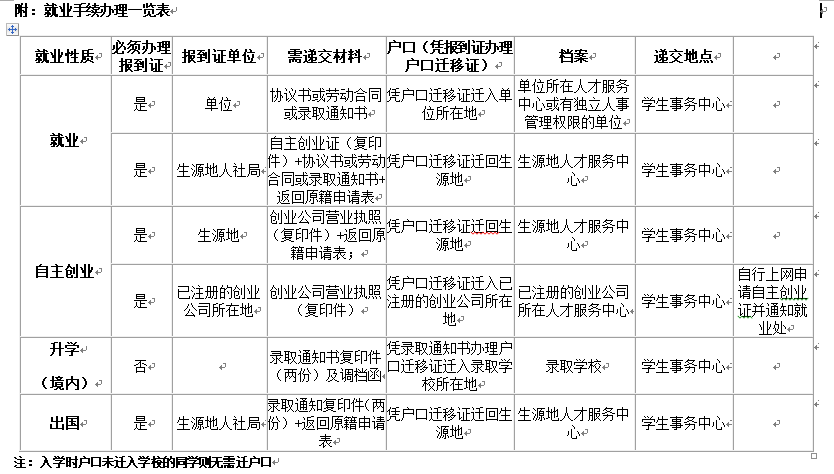 附：就业手续办理一览表
就业性质
必须办理
报到证
报到证单位
需递交材料
户口（凭报到证办理
户口迁移证）
档案
递交地点
就业
是
单位
协议书或劳动合同
或录取通知书
凭户口迁移证迁入单
位所在地
单位所在人才服务
中心或有独立人事
管理权限的单位
学生事务中心
是
生源地人社局
自主创业证（复印
件）+协议书或劳动
合同或录取通知书+
返回原籍申请表
凭户口迁移证迁回生
源地
生源地人才服务中
心
学生事务中心
自主创业
是
生源地
创业公司营业执照
（复印件）+返回原
籍申请表；
凭户口迁移证迁回生
源地
生源地人才服务中
心
学生事务中心
是
已注册的创业
公司所在地
创业公司营业执照
（复印件）
凭户口迁移证迁入已
注册的创业公司所在
地
已注册的创业公司
所在人才服务中心
学生事务中心
自行上网申
请自主创业
证并通知就
业处
升学
（境内）
否
录取通知书复印件
（两份）及调档函
凭录取通知书办理户
口迁移证迁入录取学
校所在地
录取学校
学生事务中心
出国
是
生源地人社局
录取通知复印件（两
份）+返回原籍申请
表
凭户口迁移证迁回生
源地
生源地人才服务中
心
学生事务中心
注：入学时户口未迁入学校的同学则无需迁户口